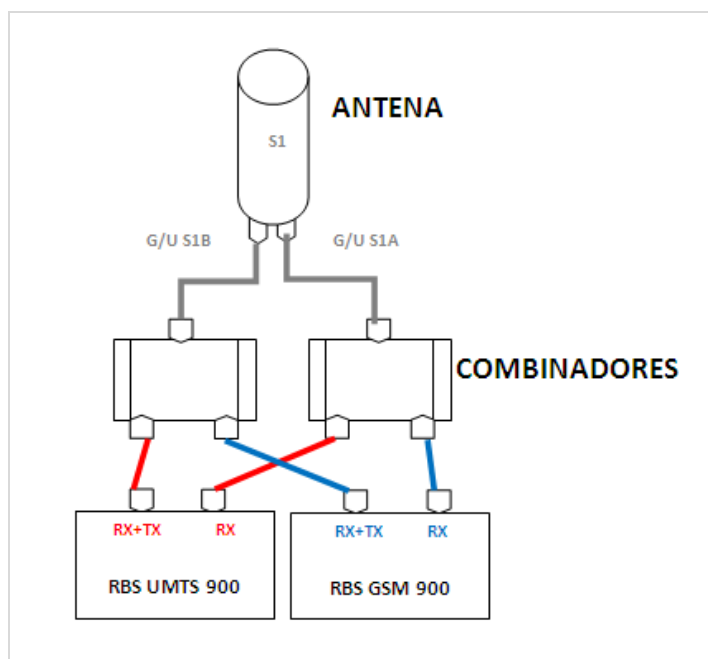 ANTENA
S1
G/U S1B
G/U S1A
COMBINADORES
RX+TX
RX
RX+TX
RX
RBS UMTS 900
RBS GSM 900